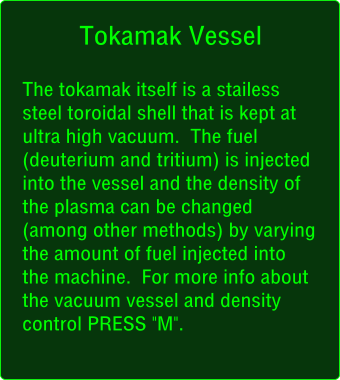 Tokamak Vessel
The tokamak itself is a stailess
steel toroidal shell that is kept at
ultra high vacuum.  The fuel
(deuterium and tritium) is injected
into the vessel and the density of
the plasma can be changed
(among other methods) by varying
the amount of fuel injected into
the machine.  For more info about
the vacuum vessel and density
control PRESS "M".